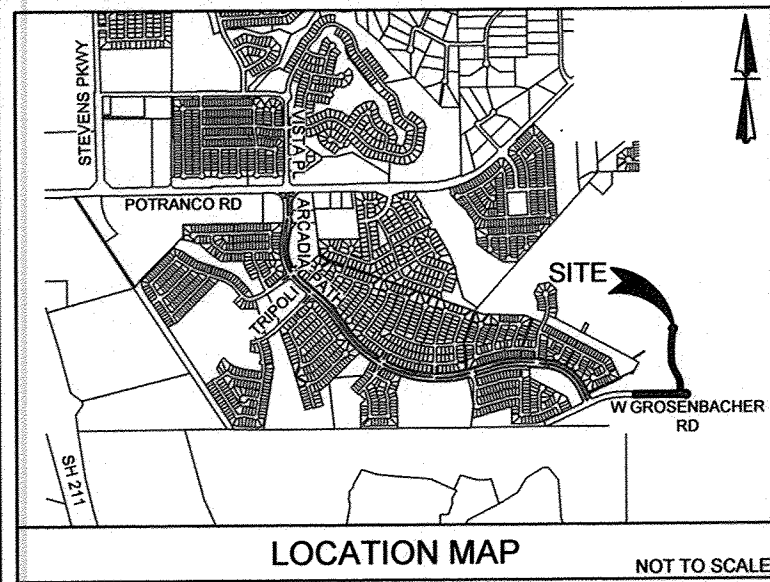 STEVENS PKWY
VISTA PL
POTRANCO RD
ARCADIA PATH
SITE
TRIPOLI
W GROSENBACHER
RD
SH 211
LOCATION MAP
NOT TO SCALE